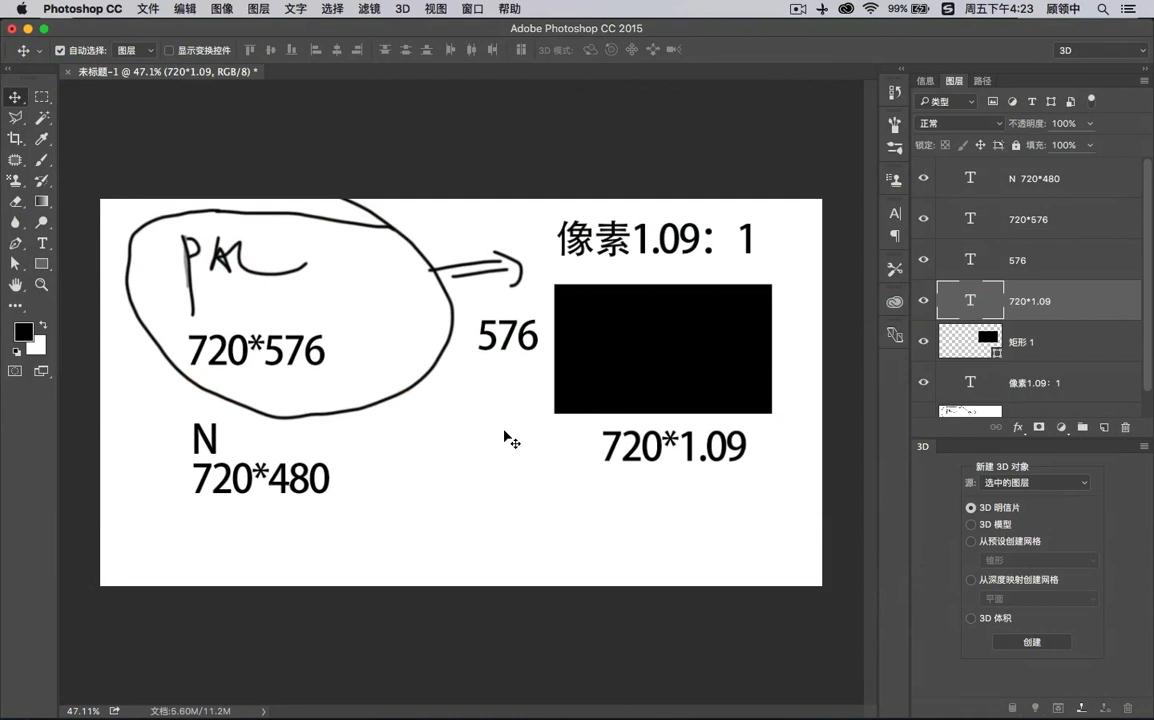 Photoshop CC 文件 编辑 图像 图层 文字 选择 滤镜 3D 视图 窗口 帮助 99% 周五下午4:23 顾领中
Adobe Photoshop CC 2015
自动选择: 图层 显示变换控件 3D 模式: 3D
未标题-1 @ 47.1% (720*1.09, RGB/8) *
信息 图层 路径
类型
正常 不透明度: 100%
锁定: 填充: 100%
T N 720*480
T 720*576
T 576
T 720*1.09
矩形 1
T 像素1.09:1
像素1.09:1
576
720*576
N
720*480
720*1.09
3D
新建 3D 对象
源: 选中的图层
3D 明信片
3D 模型
从预设创建网格
锥形
从深度映射创建网格
平面
3D 体积
创建
47.11% 文档:5.60M/11.2M